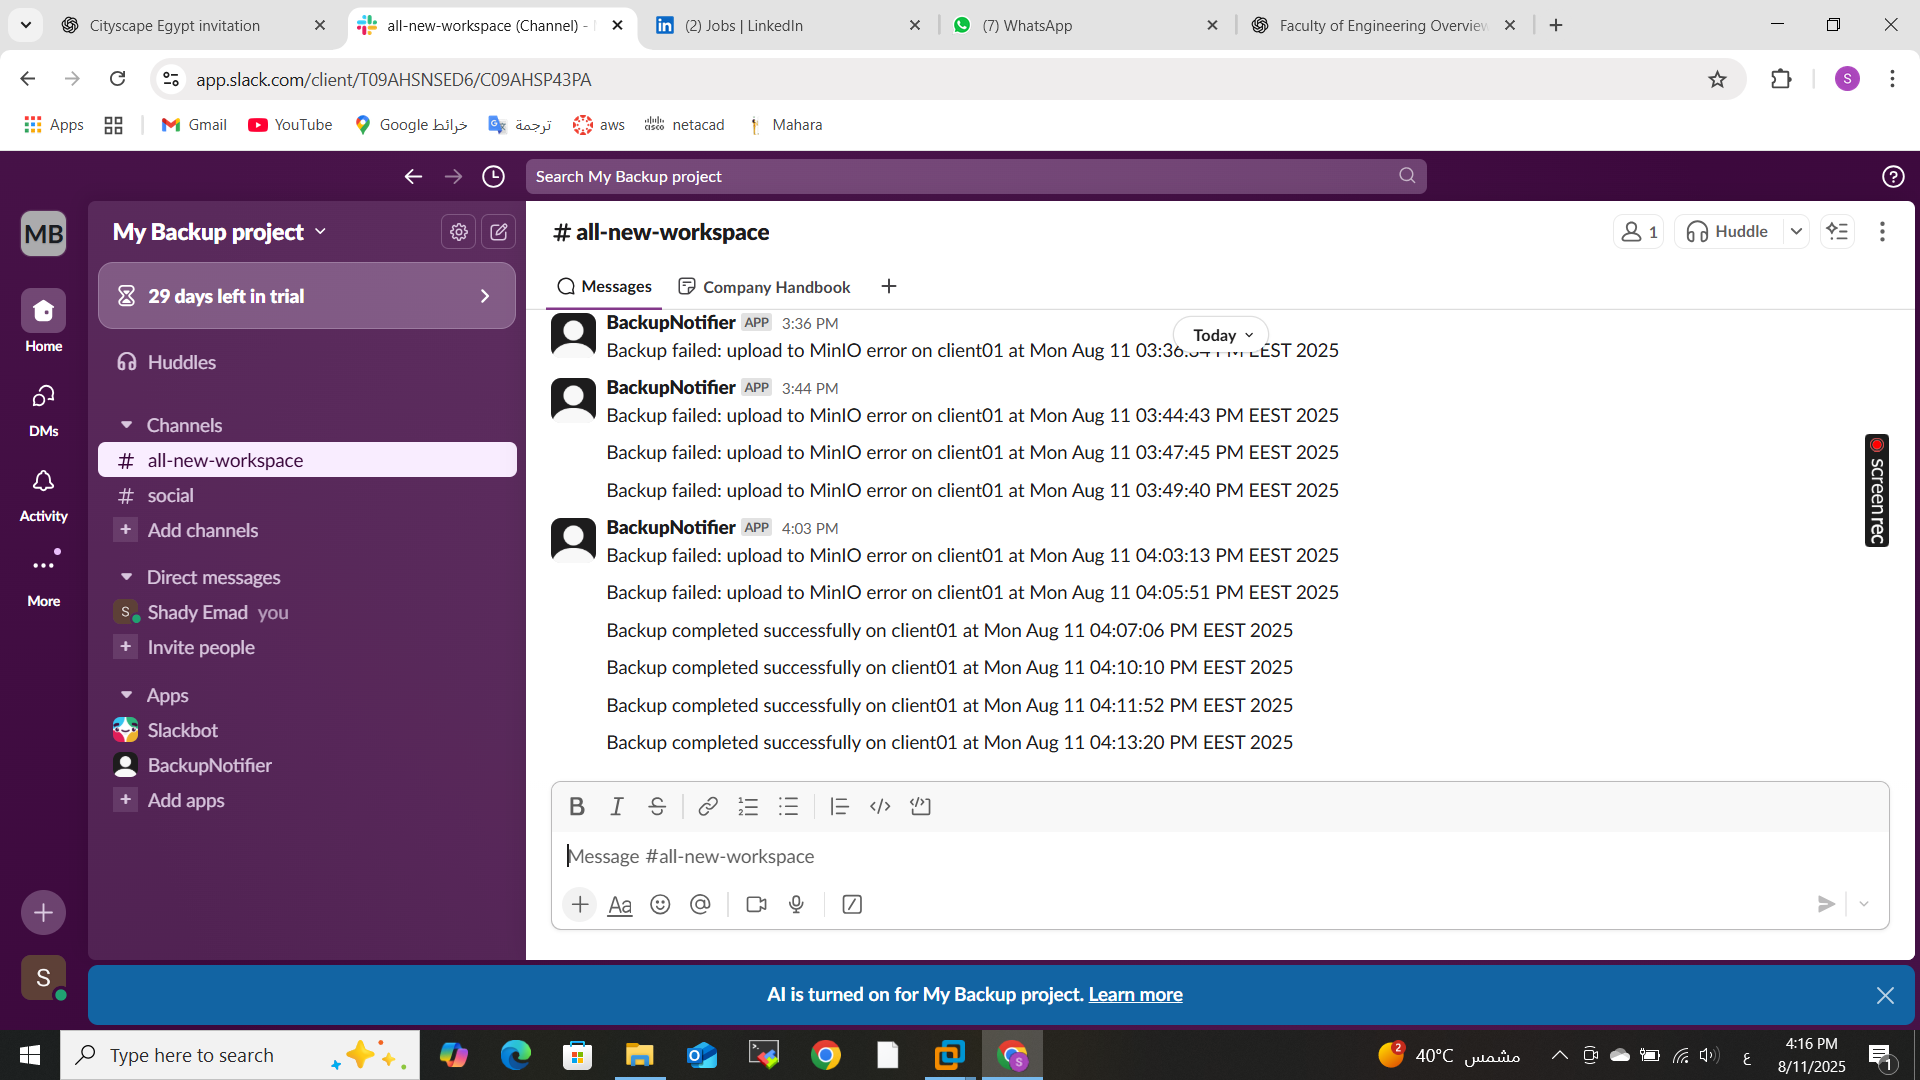 Cityscape Egypt invitation
all-new-workspace (Channel) -
(2) Jobs | LinkedIn
(7) WhatsApp
Faculty of Engineering Overview
app.slack.com/client/T09AHSNSED6/C09AHSP43PA
S
Apps
Gmail
YouTube
خرائط Google
ترجمة
aws
netacad
Mahara
Search My Backup project
MB
Home
DMs
Activity
More
S
My Backup project
29 days left in trial
Huddles
Channels
# all-new-workspace
# social
+ Add channels
Direct messages
S Shady Emad you
+ Invite people
Apps
Slackbot
BackupNotifier
+ Add apps
# all-new-workspace
1
Huddle
Messages
Company Handbook
Today
BackupNotifier APP 3:36 PM
Backup failed: upload to MinIO error on client01 at Mon Aug 11 03:36: EEST 2025
BackupNotifier APP 3:44 PM
Backup failed: upload to MinIO error on client01 at Mon Aug 11 03:44:43 PM EEST 2025
Backup failed: upload to MinIO error on client01 at Mon Aug 11 03:47:45 PM EEST 2025
Backup failed: upload to MinIO error on client01 at Mon Aug 11 03:49:40 PM EEST 2025
BackupNotifier APP 4:03 PM
Backup failed: upload to MinIO error on client01 at Mon Aug 11 04:03:13 PM EEST 2025
Backup failed: upload to MinIO error on client01 at Mon Aug 11 04:05:51 PM EEST 2025
Backup completed successfully on client01 at Mon Aug 11 04:07:06 PM EEST 2025
Backup completed successfully on client01 at Mon Aug 11 04:10:10 PM EEST 2025
Backup completed successfully on client01 at Mon Aug 11 04:11:52 PM EEST 2025
Backup completed successfully on client01 at Mon Aug 11 04:13:20 PM EEST 2025
screenrec
B I S
Message #all-new-workspace
Aa
AI is turned on for My Backup project. Learn more
Type here to search
2
40°C مشمس
ع
4:16 PM
8/11/2025
1